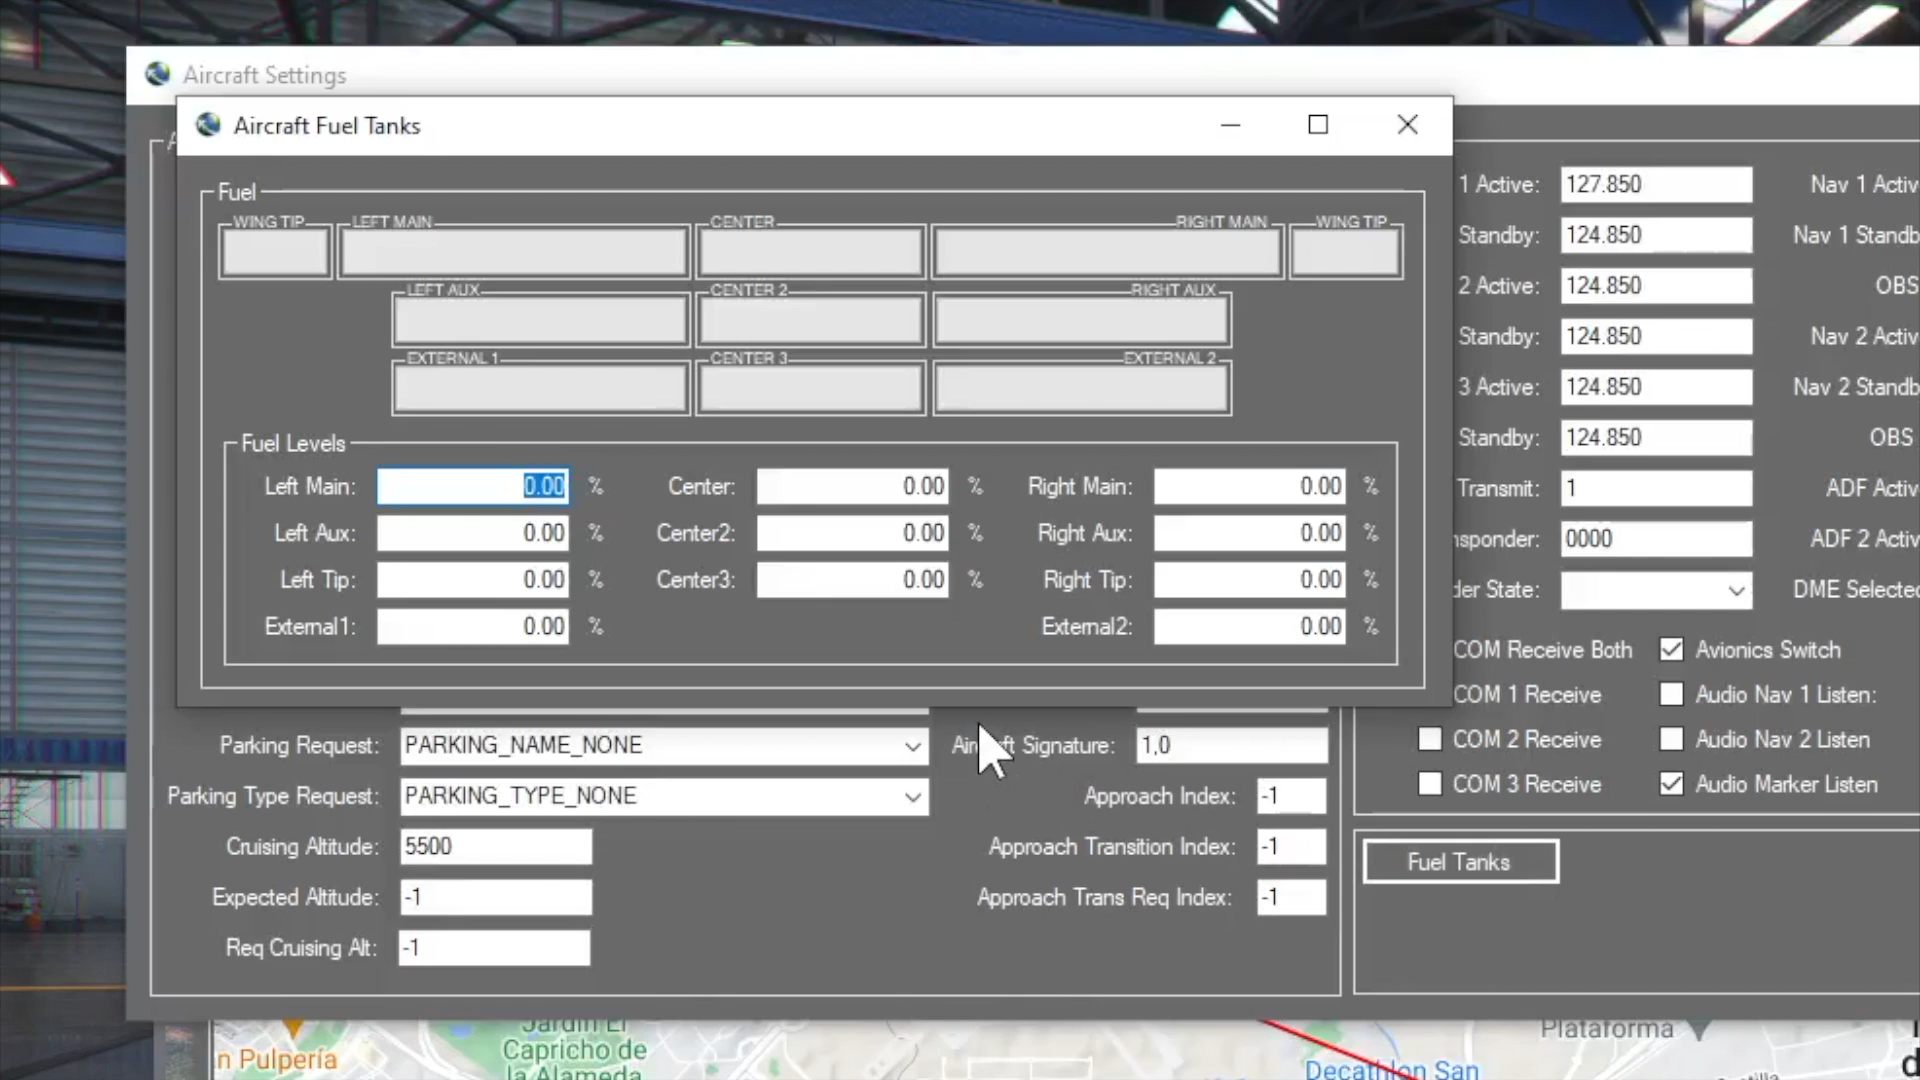 Aircraft Settings
Aircraft Fuel Tanks
Fuel
WING TIP LEFT MAIN CENTER RIGHT MAIN WING TIP
LEFT AUX CENTER 2 RIGHT AUX
EXTERNAL 1 CENTER 3 EXTERNAL 2
Fuel Levels
Left Main: 0.00 % Center: 0.00 % Right Main: 0.00 %
Left Aux: 0.00 % Center2: 0.00 % Right Aux: 0.00 %
Left Tip: 0.00 % Center3: 0.00 % Right Tip: 0.00 %
External1: 0.00 % External2: 0.00 %
Parking Request: PARKING_NAME_NONE
Parking Type Request: PARKING_TYPE_NONE
Cruising Altitude: 5500
Expected Altitude: -1
Req Cruising Alt: -1
Signature: 1,0
Approach Index: -1
Approach Transition Index: -1
Approach Trans Req Index: -1
1 Active: 127.850 Nav 1
Standby: 124.850 Nav 1
2 Active: 124.850 OBS
Standby: 124.850 Nav 2
3 Active: 124.850 Nav 2
Standby: 124.850 OBS
Transmit: 1 ADF
0000 ADF 2
State: DME
COM Receive Both Avionics Switch
COM 1 Receive Audio Nav 1 Listen:
COM 2 Receive Audio Nav 2 Listen
COM 3 Receive Audio Marker Listen
Fuel Tanks
Pulpería
Jardín El
Capricho de
la Alameda
Plataforma
Decathlon San